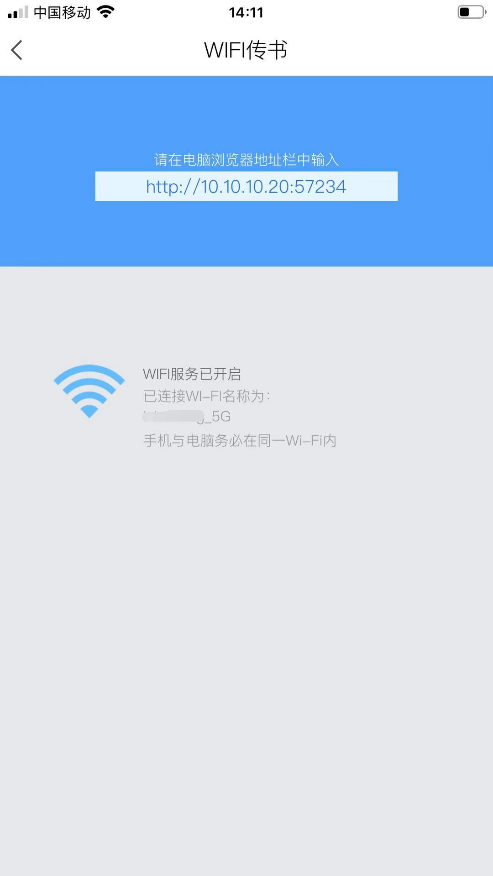 中国移动
14:11
WIFI传书
请在电脑浏览器地址栏中输入
http://10.10.10.20:57234
WIFI服务已开启
已连接WI-FI名称为：
_5G
手机与电脑务必在同一Wi-Fi内